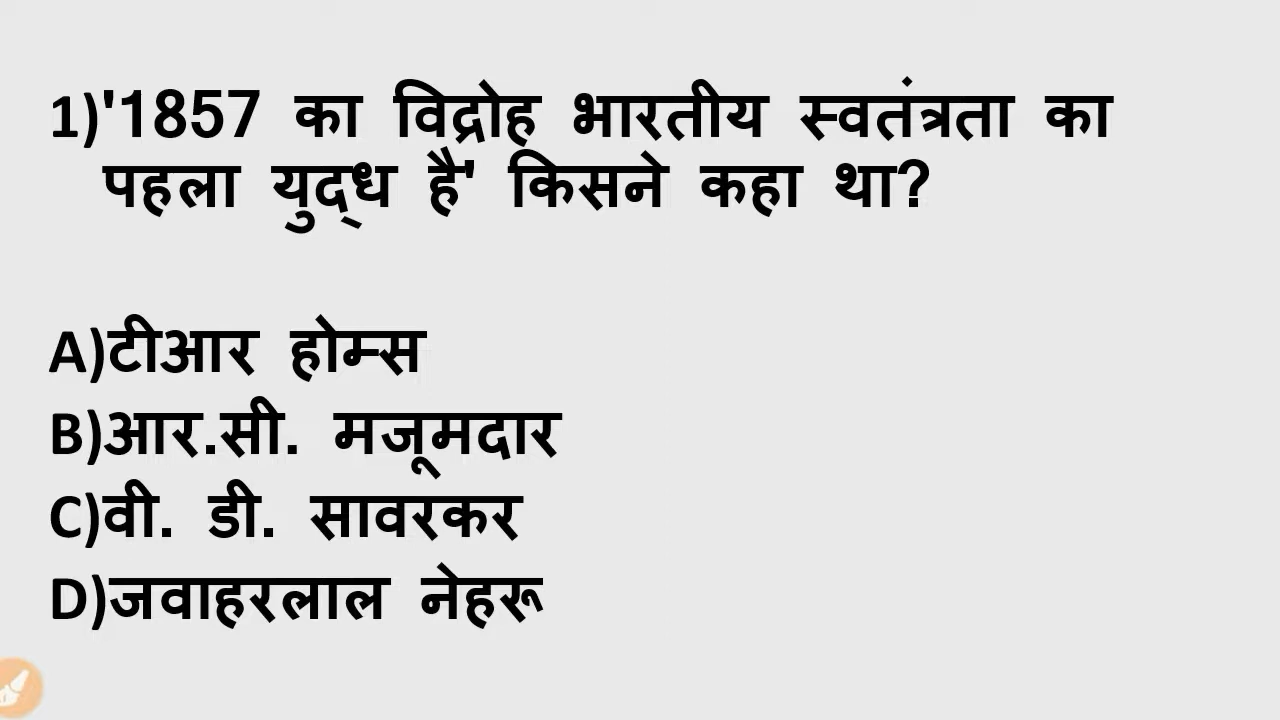 1)'1857 का विद्रोह भारतीय स्वतंत्रता का
पहला युद्‌ध है' किसने कहा था?
A)टीआर होम्स
B)आर.सी. मजूमदार
C)वी. डी. सावरकर
D)जवाहरलाल नेहरू